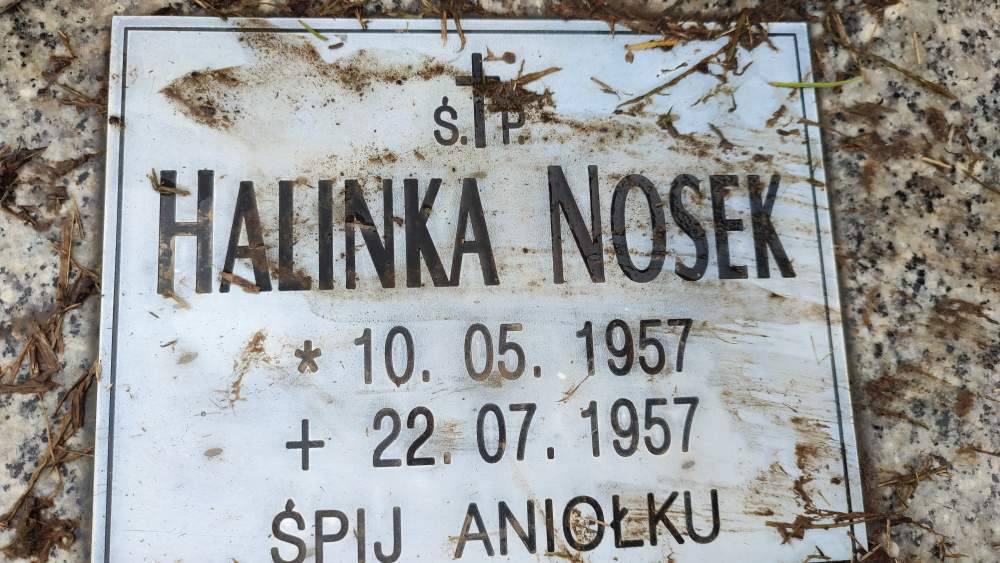 Ś. P.
HALINKA NOSEK
* 10. 05. 1957
+ 22. 07. 1957
ŚPIJ ANIOŁKU